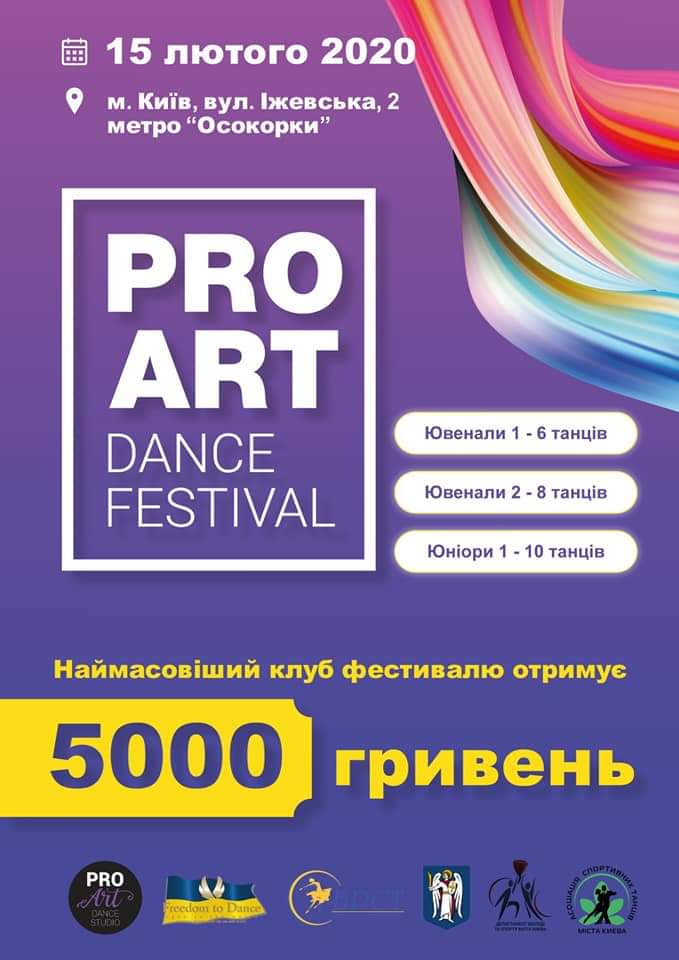 15 лютого 2020
м. Київ, вул. Іжевська, 2
метро “Осокорки”
PRO
ART
DANCE
FESTIVAL
Ювенали 1 - 6 танців
Ювенали 2 - 8 танців
Юніори 1 - 10 танців
Наймасовіший клуб фестивалю отримує
5000 гривень
PRO
Art
DANCE
STUDIO
Freedom to Dance
АСОЦІАЦІЯ СПОРТИВНИХ ТАНЦІВ
МІСТА КИЄВА